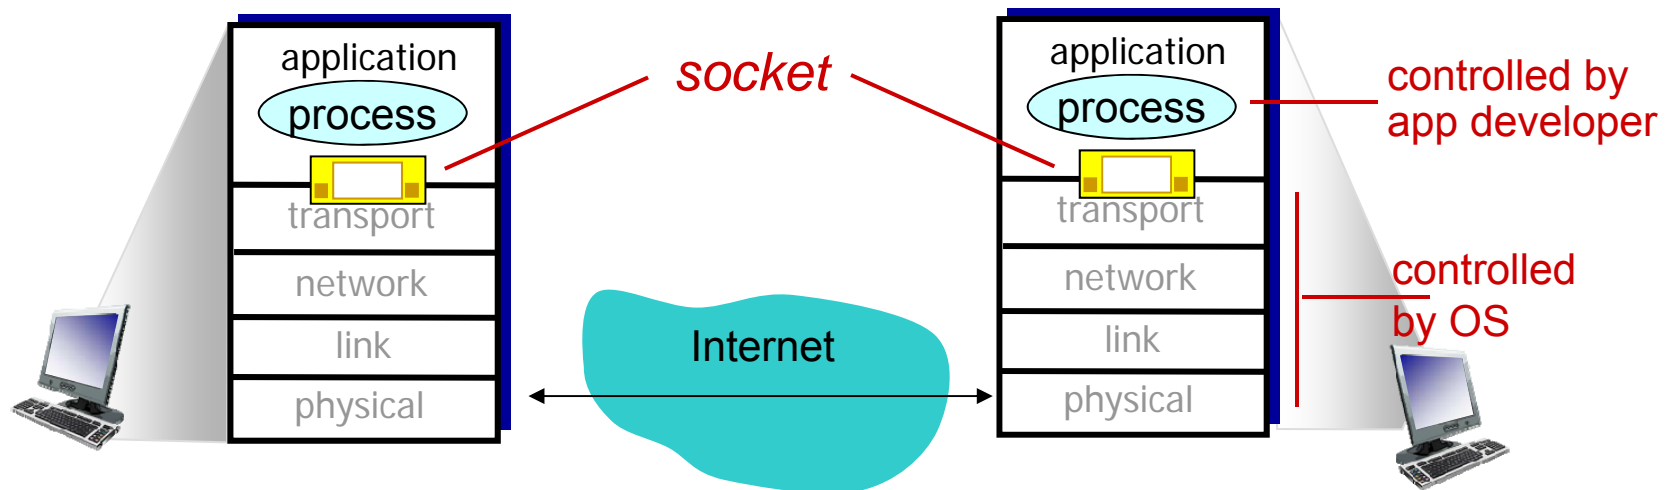 application
process
transport
network
link
physical
socket
Internet
application
process
transport
network
link
physical
controlled by
app developer
controlled
by OS